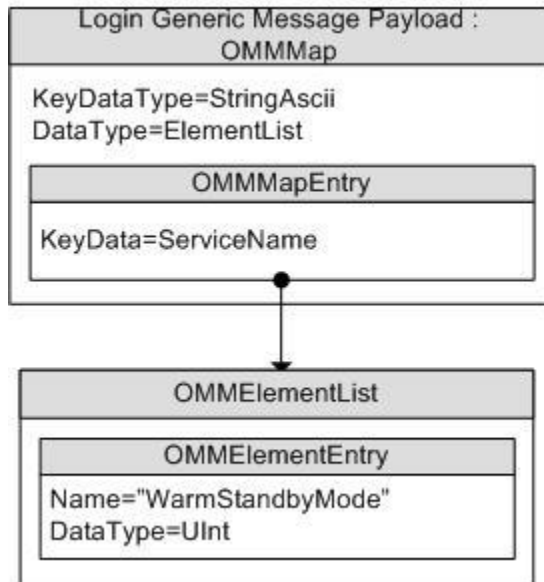 Login Generic Message Payload :
OMMMap
KeyDataType=StringAscii
DataType=ElementList
OMMMapEntry
KeyData=ServiceName
OMMElementList
OMMElementEntry
Name="WarmStandbyMode"
DataType=UInt